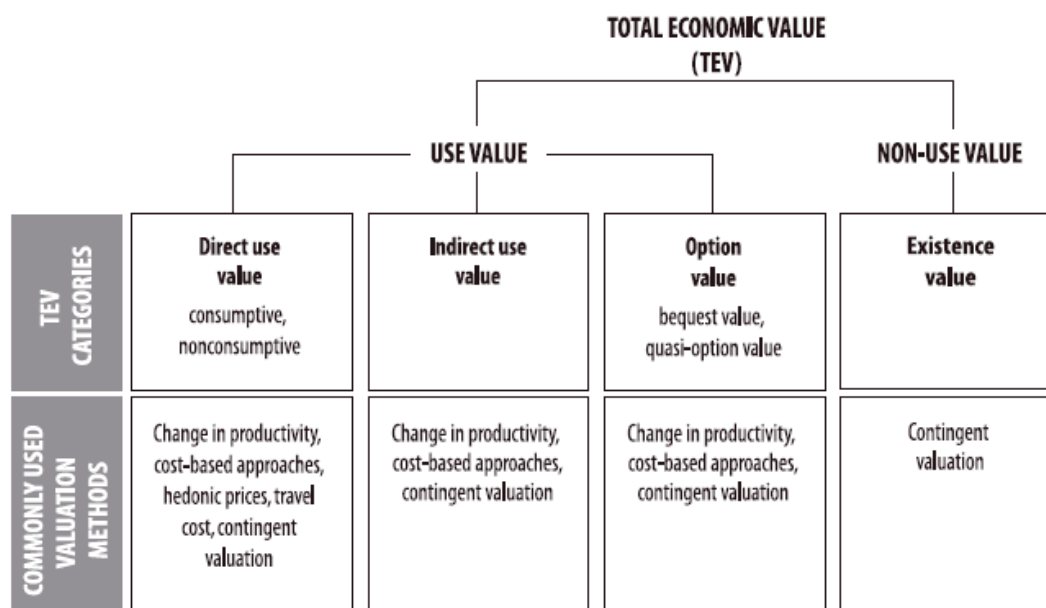 TOTAL ECONOMIC VALUE
(TEV)
USE VALUE
NON-USE VALUE
TEV
CATEGORIES
Direct use
value
consumptive,
nonconsumptive
Indirect use
value
Option
value
bequest value,
quasi-option value
Existence
value
COMMONLY USED
VALUATION
METHODS
Change in productivity,
cost-based approaches,
hedonic prices, travel
cost, contingent
valuation
Change in productivity,
cost-based approaches,
contingent valuation
Change in productivity,
cost-based approaches,
contingent valuation
Contingent
valuation